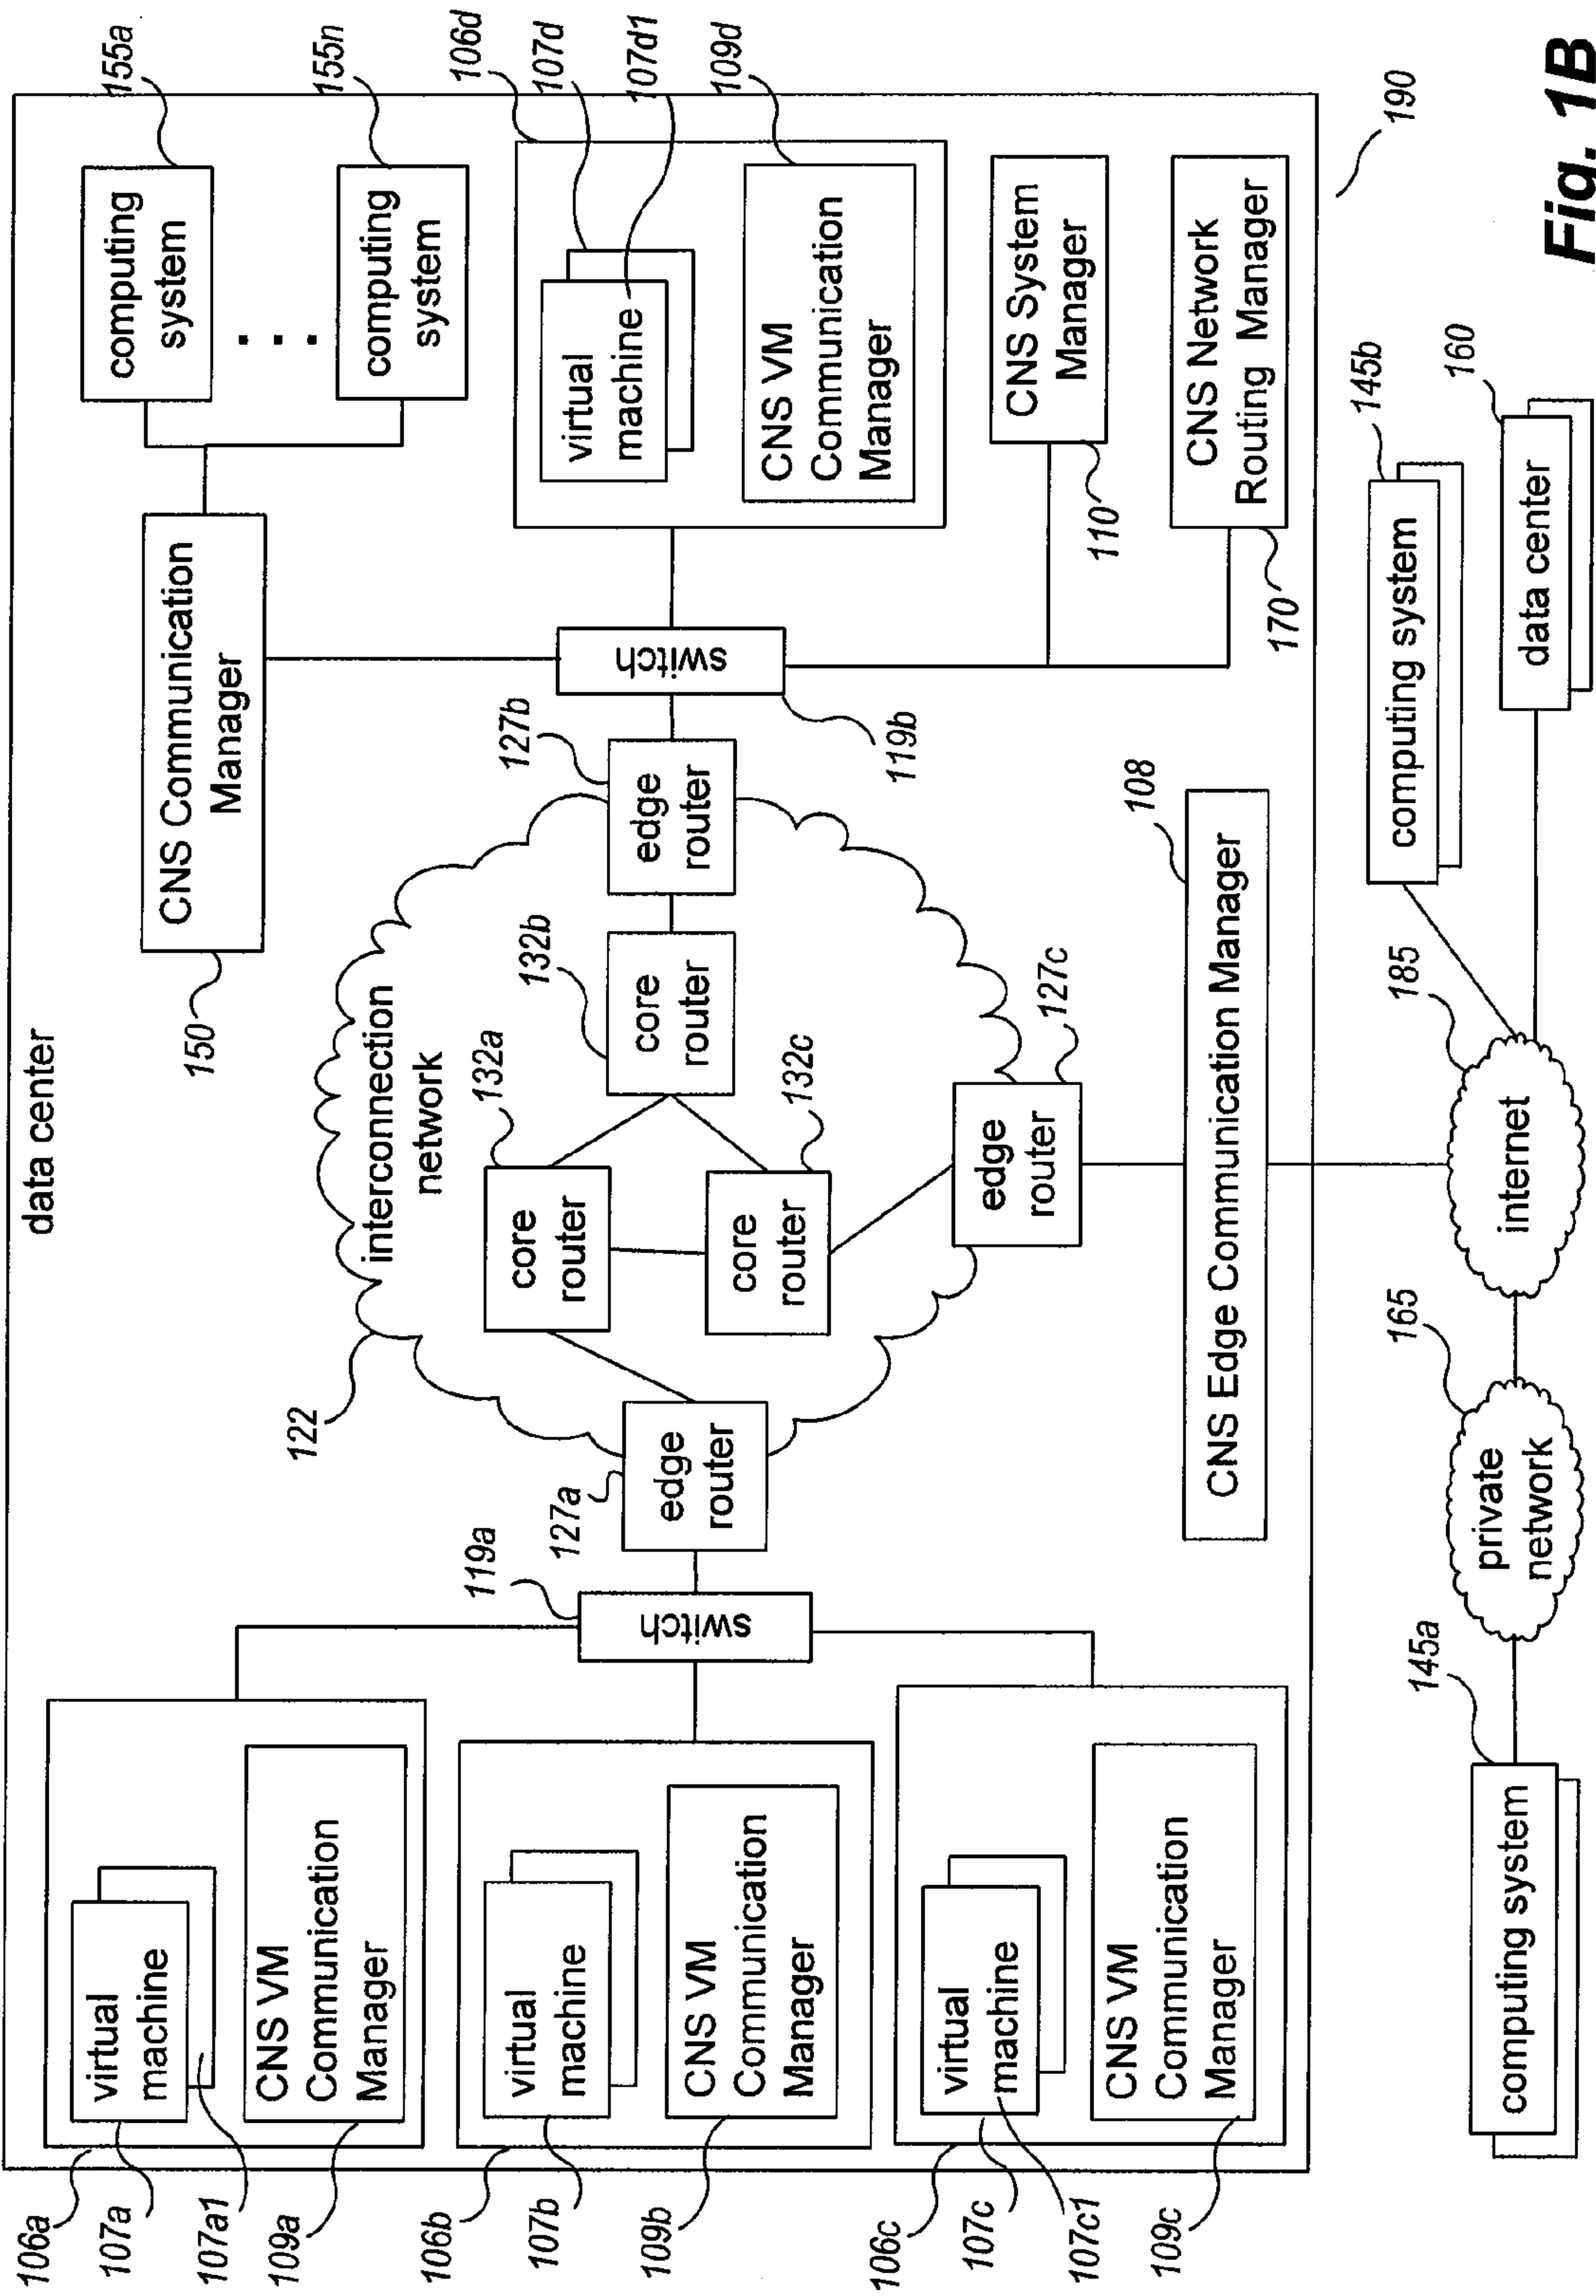 data center
106a
107a
107a1
109a
virtual
machine
CNS VM
Communication
Manager
106b
107b
109b
virtual
machine
CNS VM
Communication
Manager
106c
107c
107c1
109c
virtual
machine
CNS VM
Communication
Manager
119a
switch
127a
edge
router
122
interconnection
network
132a
core
router
132b
core
router
132c
core
router
127b
edge
router
127c
edge
router
119b
switch
150
CNS Communication
Manager
155a
computing
system
...
155n
computing
system
106d
107d
107d1
109d
virtual
machine
CNS VM
Communication
Manager
110
CNS System
Manager
170
CNS Network
Routing Manager
108
CNS Edge Communication Manager
190
145a
computing system
165
private
network
185
internet
145b
computing system
160
data center
Fig. 1B